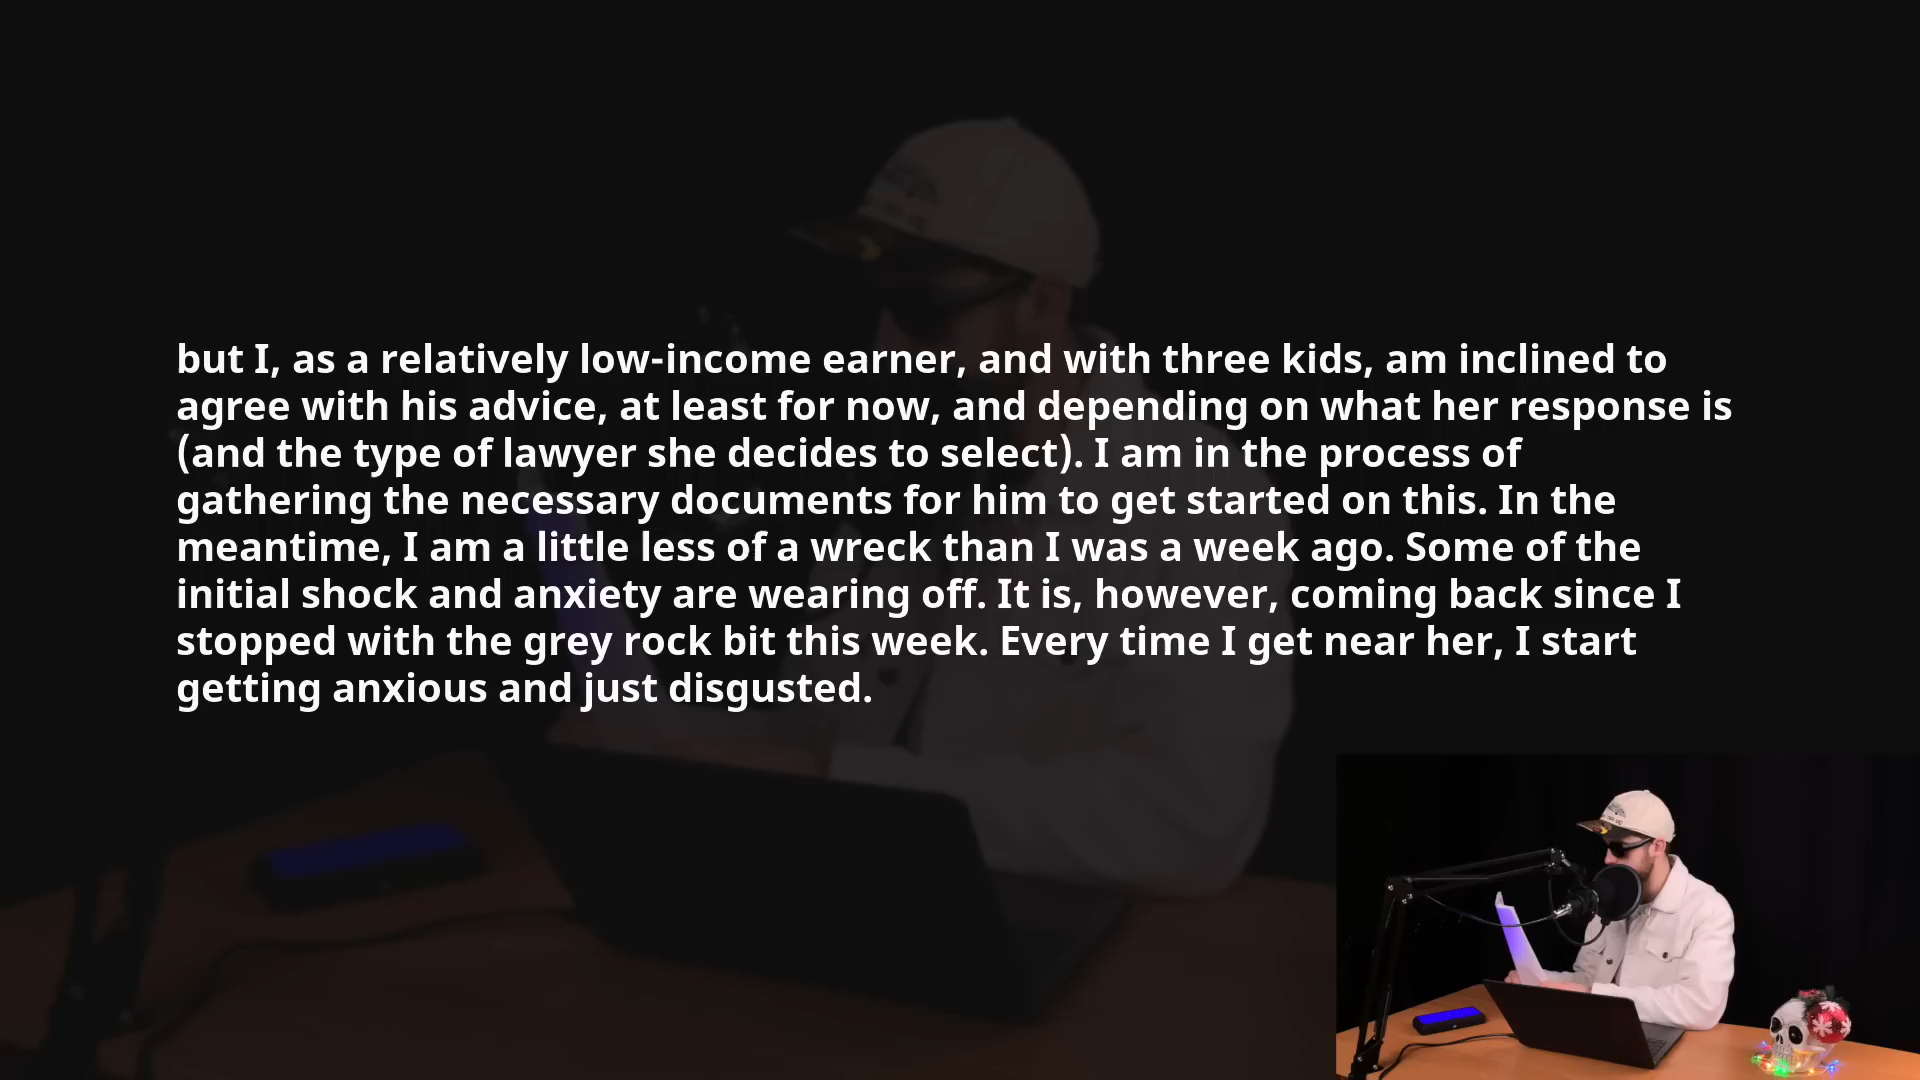 but I, as a relatively low-income earner, and with three kids, am inclined to
agree with his advice, at least for now, and depending on what her response is
(and the type of lawyer she decides to select). I am in the process of
gathering the necessary documents for him to get started on this. In the
meantime, I am a little less of a wreck than I was a week ago. Some of the
initial shock and anxiety are wearing off. It is, however, coming back since I
stopped with the grey rock bit this week. Every time I get near her, I start
getting anxious and just disgusted.